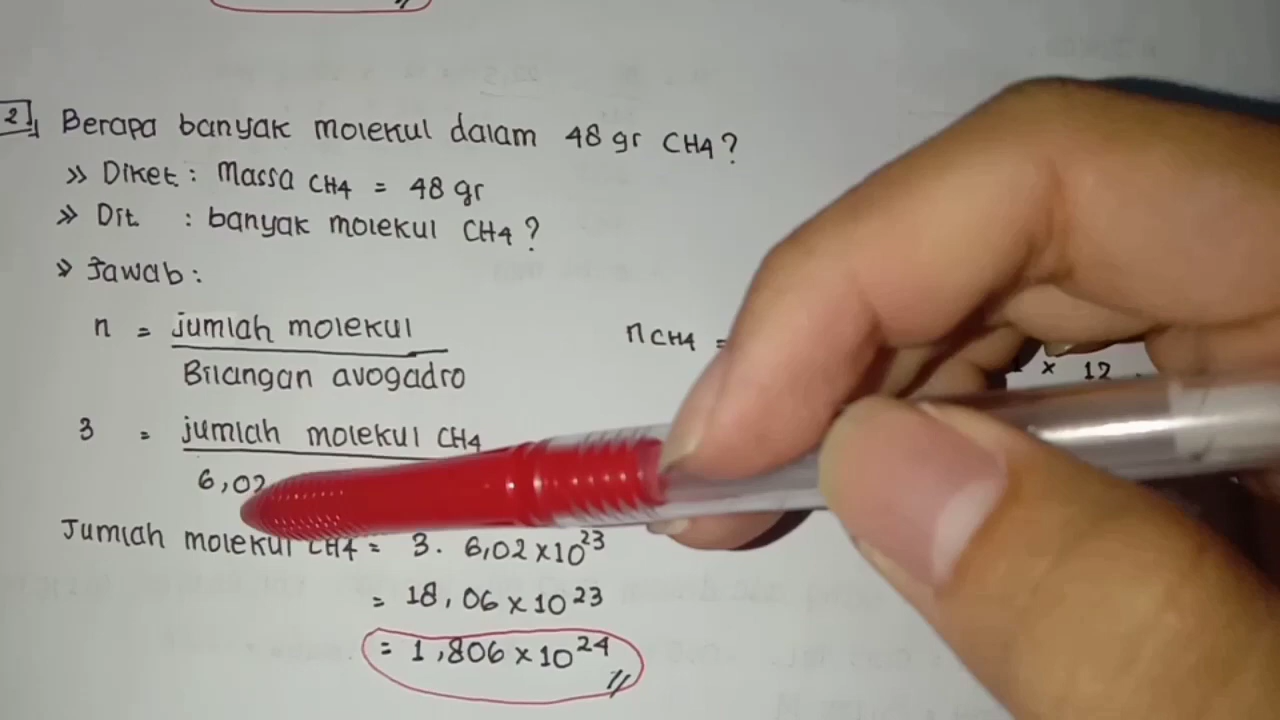 2 Berapa banyak molekul dalam 48 gr CH4?
>> Diket : Massa CH4 = 48 gr
>> Dit : banyak molekul CH4?
>> Jawab :
n = jumlah molekul
Bilangan avogadro
n CH4 =
× 12
3 = jumlah molekul CH4
6,02
Jumlah molekul CH4 = 3. 6,02 × 10^23
= 18,06 × 10^23
= 1,806 × 10^24 //